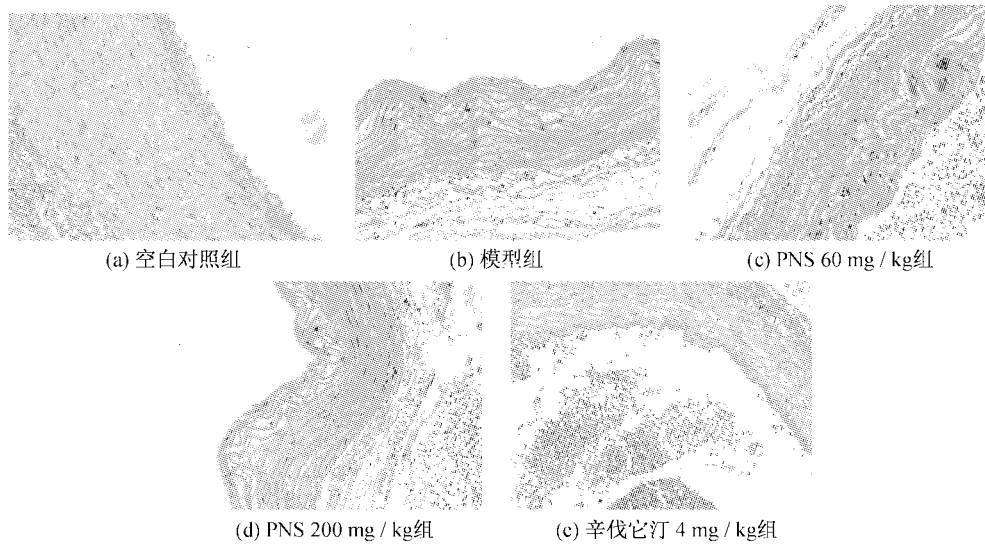 (a) 空白对照组
(b) 模型组
(c) PNS 60 mg / kg组
(d) PNS 200 mg / kg组
(e) 辛伐它汀 4 mg / kg组